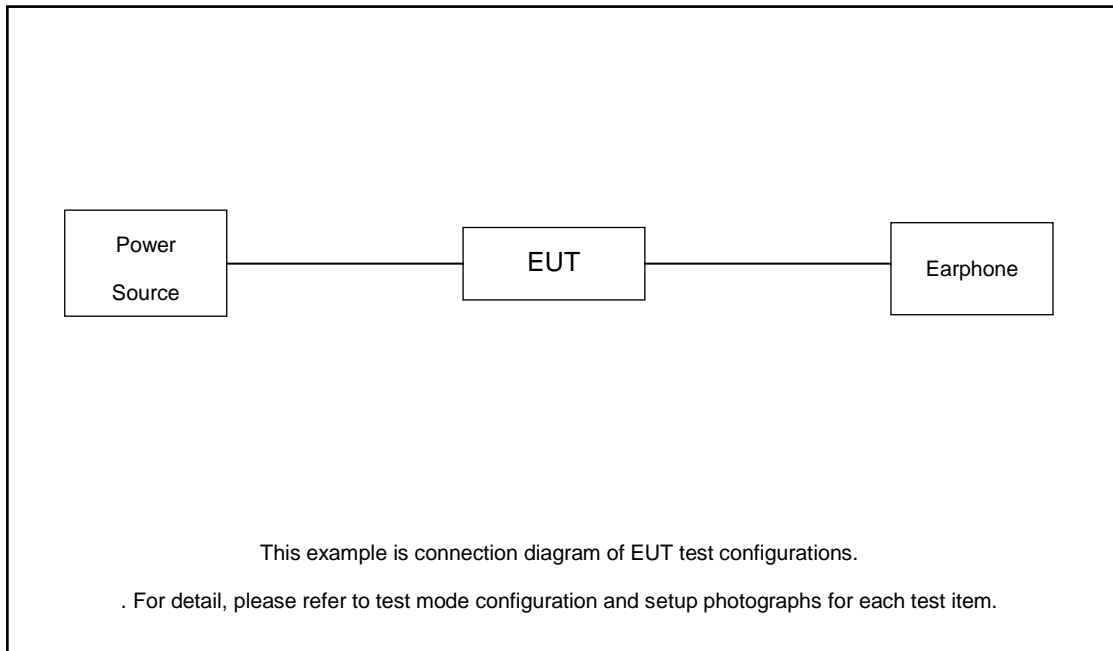 Power
Source
EUT
Earphone
This example is connection diagram of EUT test configurations.
. For detail, please refer to test mode configuration and setup photographs for each test item.